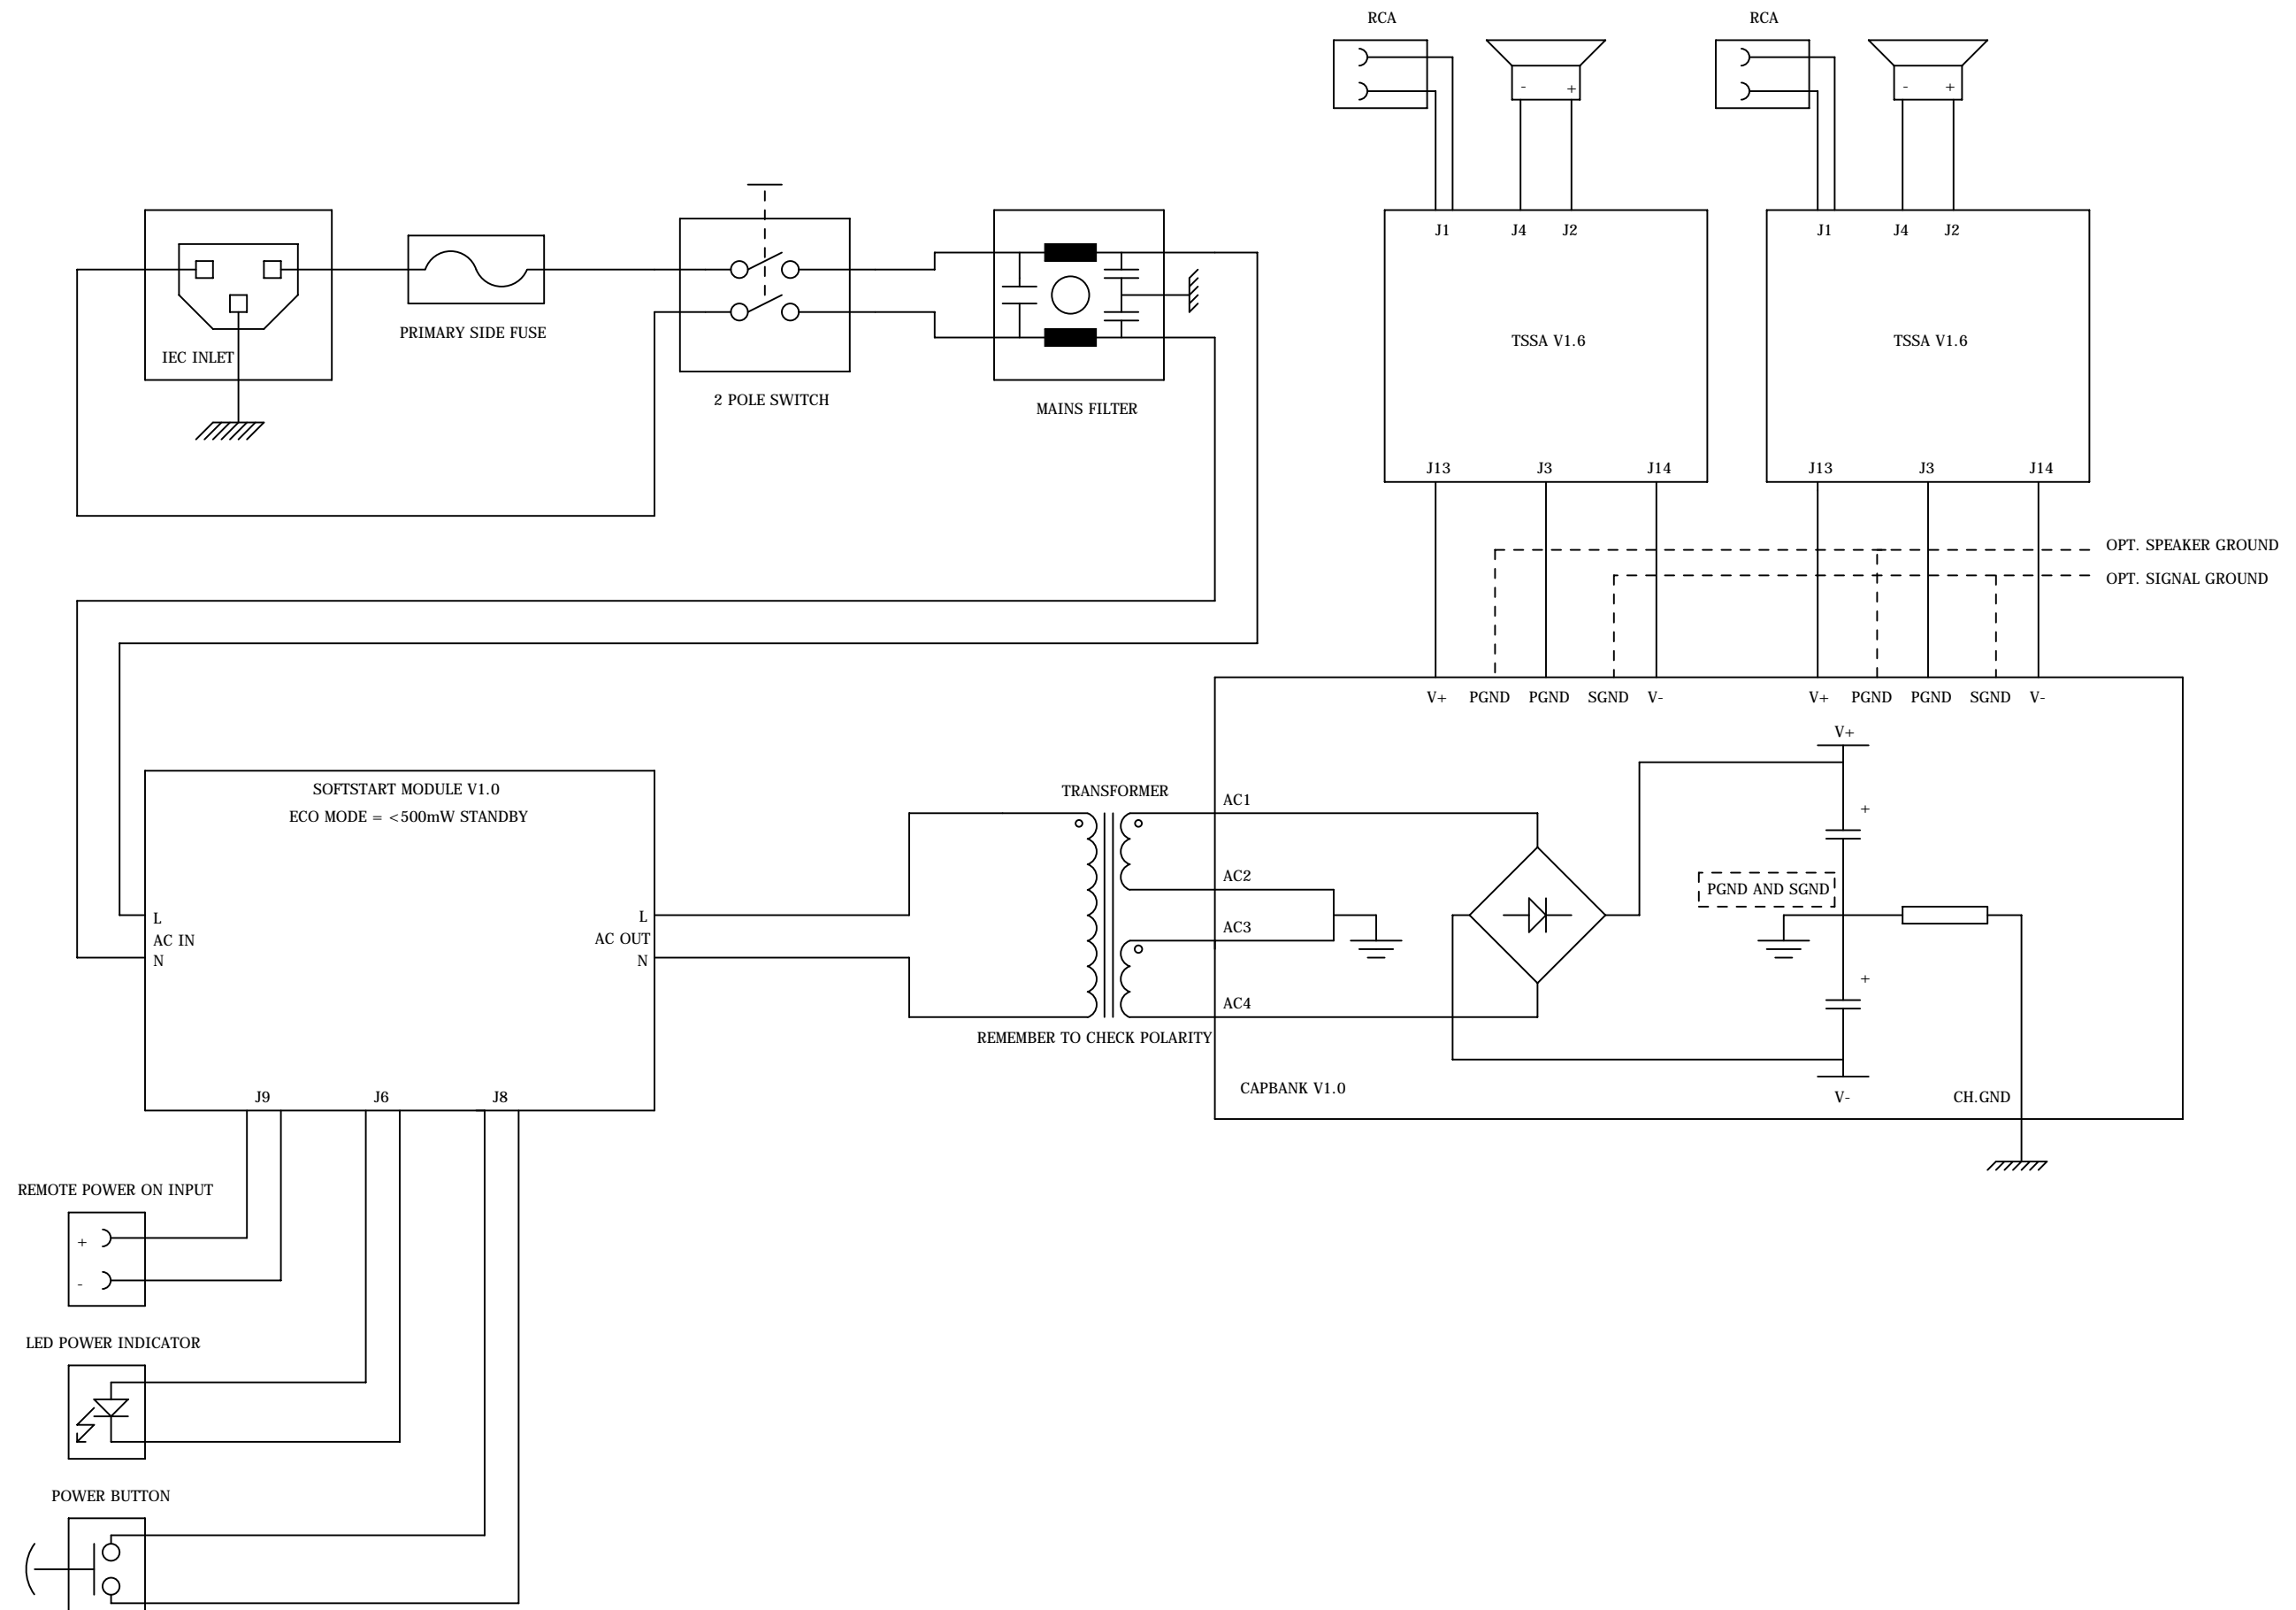 RCA
RCA
- +
- +
J1 J4 J2
J1 J4 J2
IEC INLET
PRIMARY SIDE FUSE
2 POLE SWITCH
MAINS FILTER
TSSA V1.6
TSSA V1.6
J13 J3 J14
J13 J3 J14
OPT. SPEAKER GROUND
OPT. SIGNAL GROUND
V+ PGND PGND SGND V-
V+ PGND PGND SGND V-
SOFTSTART MODULE V1.0
ECO MODE = <500mW STANDBY
L
AC IN
N
L
AC OUT
N
J9 J6 J8
TRANSFORMER
REMEMBER TO CHECK POLARITY
AC1
AC2
AC3
AC4
CAPBANK V1.0
V+
+
PGND AND SGND
+
V-
CH.GND
REMOTE POWER ON INPUT
+
-
LED POWER INDICATOR
POWER BUTTON